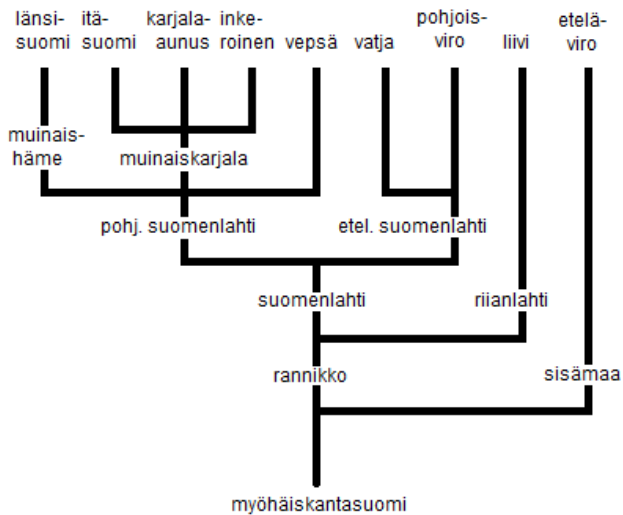 länsi-
suomi
itä-
suomi
karjala-
aunus
inke-
roinen
vepsä
vatja
pohjois-
viro
liivi
etelä-
viro
muinais-
häme
muinaiskarjala
pohj. suomenlahti
etel. suomenlahti
suomenlahti
riianlahti
rannikko
sisämaa
myöhäiskantasuomi